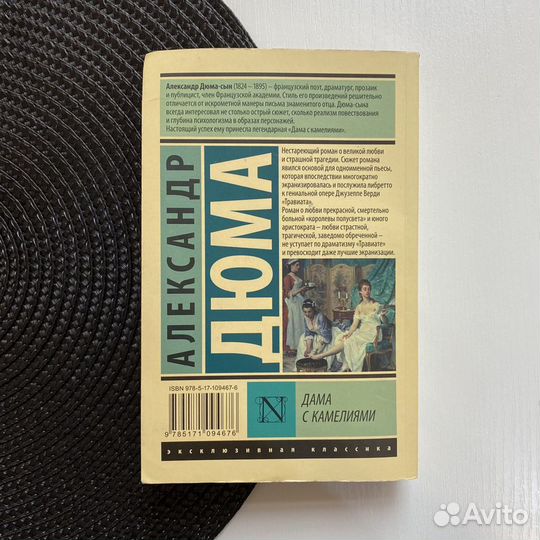 Александр Дюма-сын (1824 – 1895) – французский поэт, драматург, прозаик
и публицист, член Французской академии. Стиль его произведений решительно
отличается от искрометной манеры письма знаменитого отца. Дюма-сына
всегда интересовал не столько острый сюжет, сколько реализм повествования
и глубина психологизма в образах персонажей.
Настоящий успех ему принесла легендарная «Дама с камелиями».
АЛЕКСАНДР
ДЮМА
Нестареющий роман о великой любви
и страшной трагедии. Сюжет романа
явился основой для одноименной пьесы,
которая впоследствии многократно
экранизировалась и послужила либретто
к гениальной опере Джузеппе Верди
«Травиата».
Роман о любви прекрасной, смертельно
больной «королевы полусвета» и юного
аристократа – любви страстной,
трагической, заведомо обреченной –
не уступает по драматизму «Травиате»
и превосходит даже лучшие экранизации.
ISBN 978-5-17-109467-6
9 785171 094676
N
ДАМА
С КАМЕЛИЯМИ
эксклюзивная классика
Avito